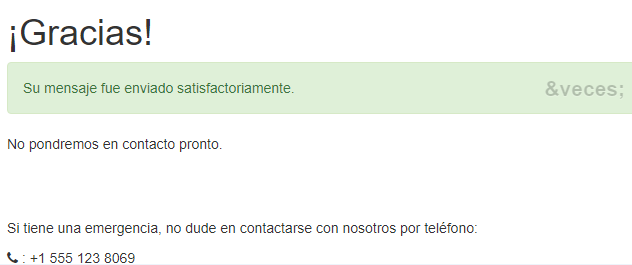 ¡Gracias!
Su mensaje fue enviado satisfactoriamente. &veces;
No pondremos en contacto pronto.
Si tiene una emergencia, no dude en contactarse con nosotros por teléfono:
: +1 555 123 8069